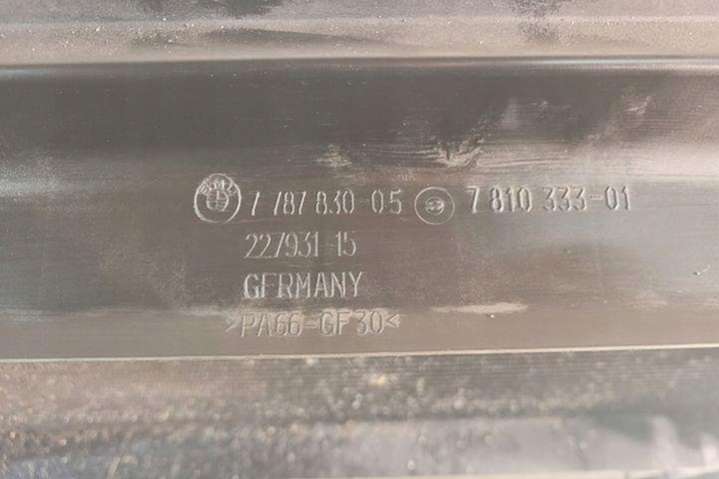 7 787 830-05 7 810 333-01
227931-15
GERMANY
>PA66-GF30<